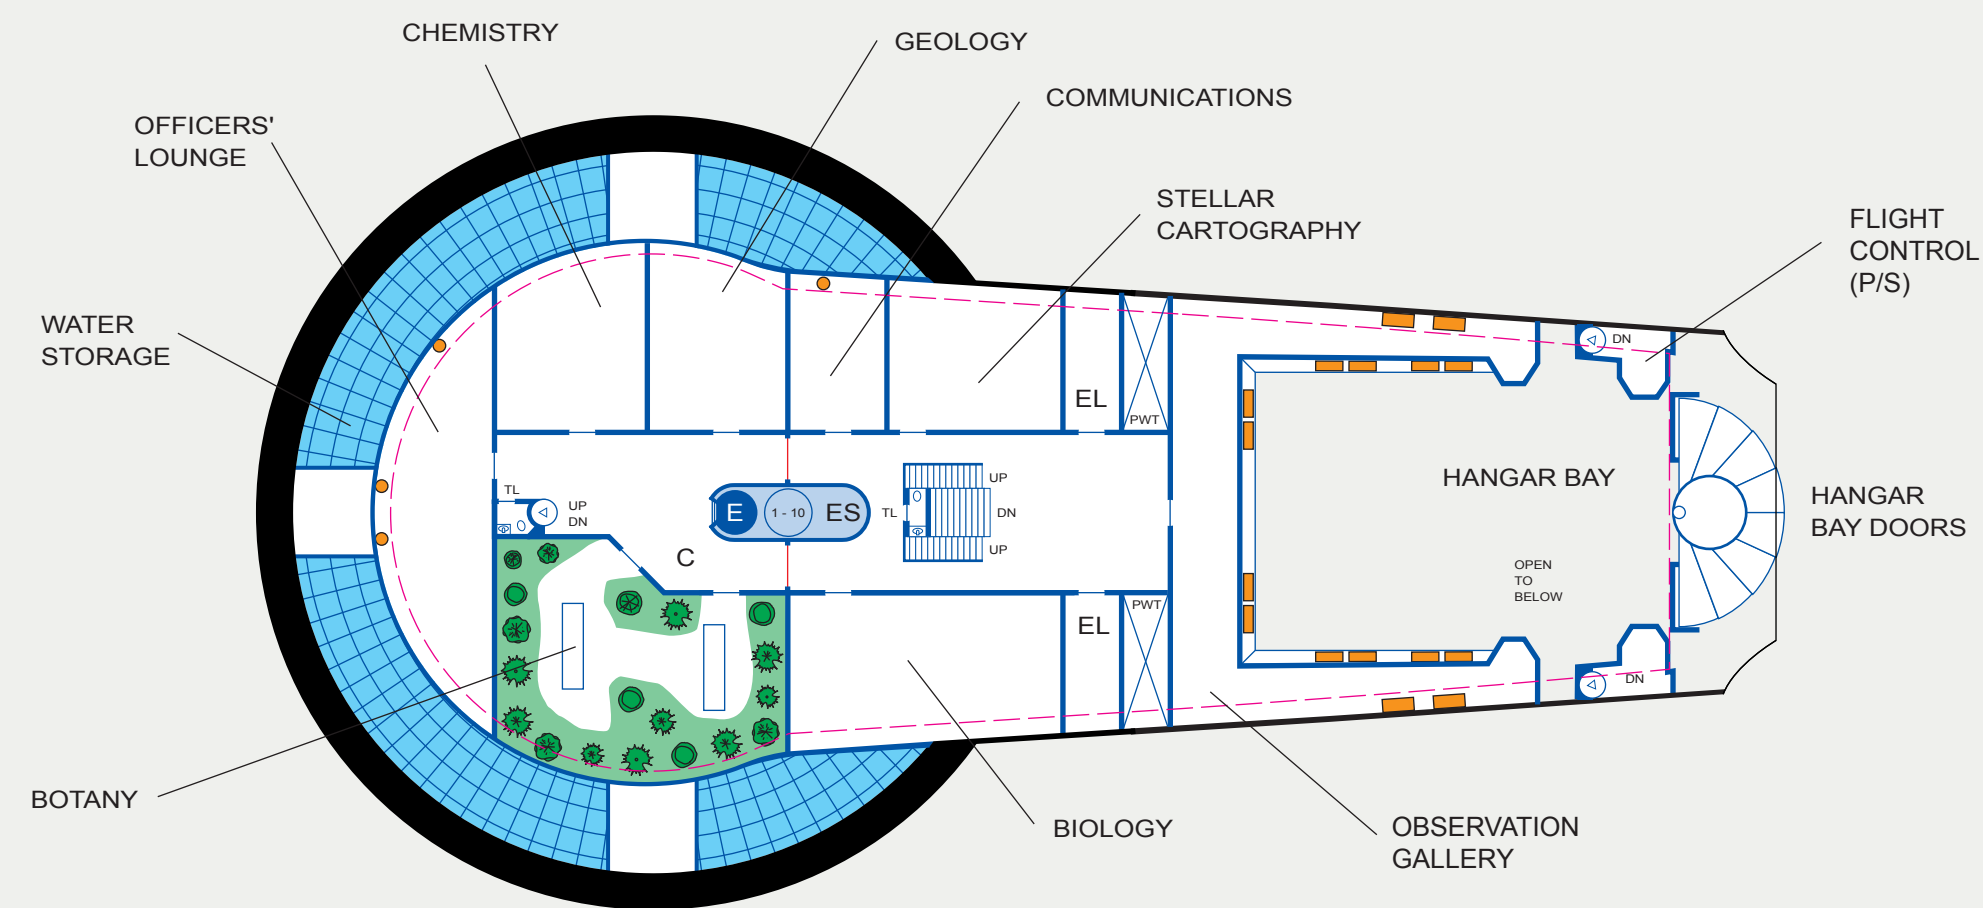 CHEMISTRY
GEOLOGY
COMMUNICATIONS
OFFICERS'
LOUNGE
STELLAR
CARTOGRAPHY
FLIGHT
CONTROL
(P/S)
WATER
STORAGE
DN
EL
PWT
HANGAR BAY
HANGAR
BAY DOORS
TL
UP
DN
E
1 - 10
ES
TL
UP
DN
UP
C
OPEN
TO
BELOW
PWT
EL
DN
BOTANY
BIOLOGY
OBSERVATION
GALLERY